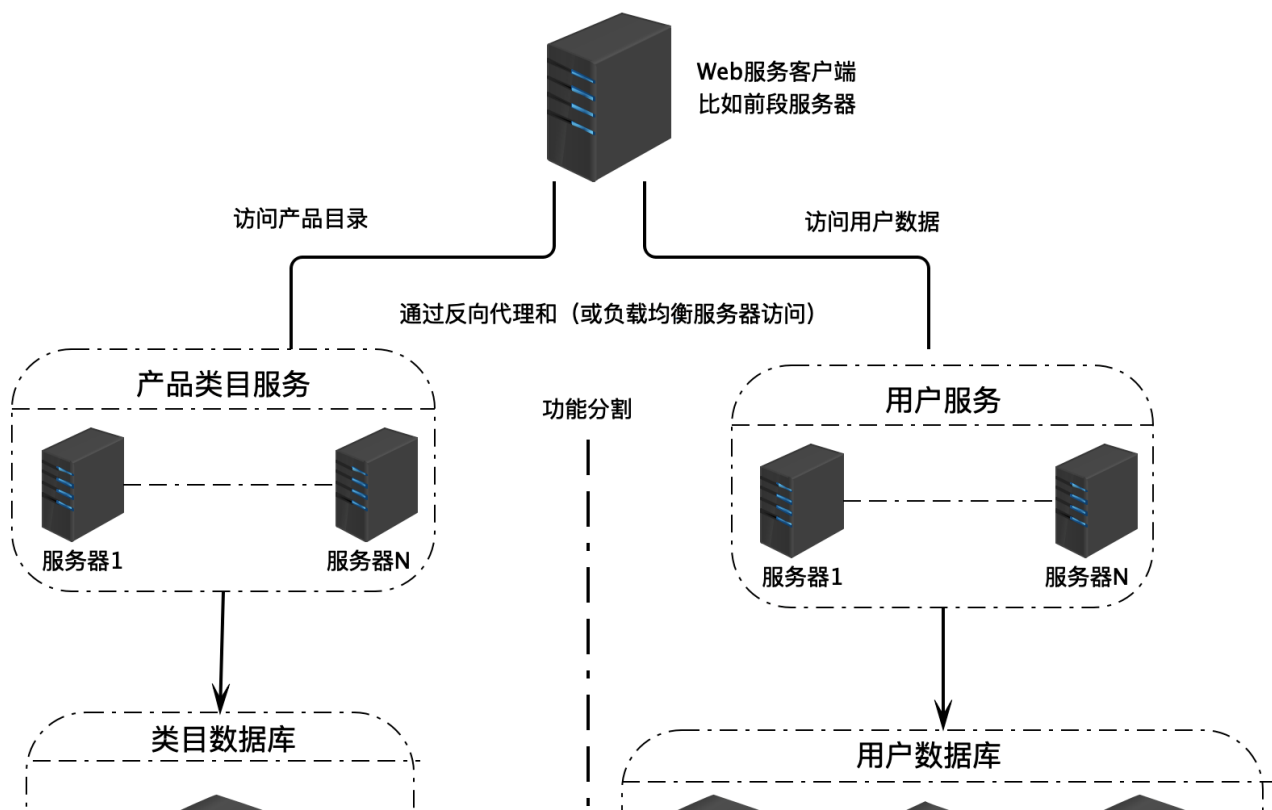 Web服务客户端
比如前段服务器
访问产品目录
访问用户数据
通过反向代理和（或负载均衡服务器访问）
产品类目服务
功能分割
用户服务
服务器1
服务器N
服务器1
服务器N
类目数据库
用户数据库